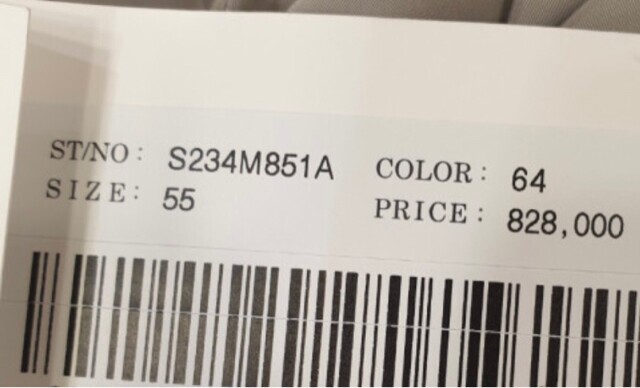 ST/NO : S234M851A COLOR : 64
SIZE : 55 PRICE : 828,000